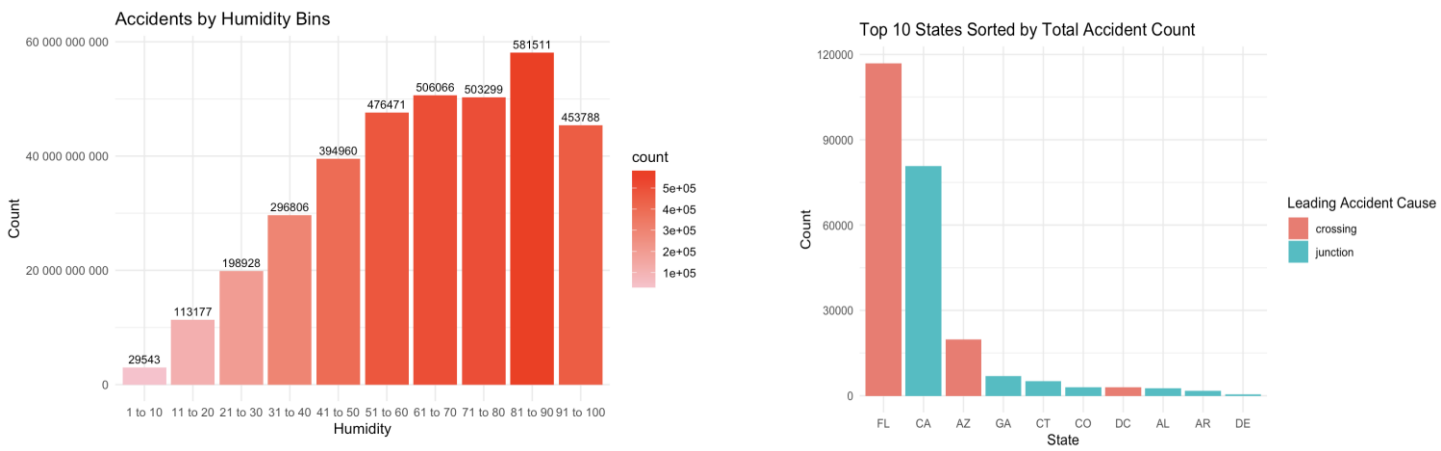 Accidents by Humidity Bins
60 000 000 000
40 000 000 000
20 000 000 000
0
Count
29543
113177
198928
296806
394960
476471
506066
503299
581511
453788
1 to 10
11 to 20
21 to 30
31 to 40
41 to 50
51 to 60
61 to 70
71 to 80
81 to 90
91 to 100
Humidity
count
5e+05
4e+05
3e+05
2e+05
1e+05
Top 10 States Sorted by Total Accident Count
120000
90000
60000
30000
0
Count
FL
CA
AZ
GA
CT
CO
DC
AL
AR
DE
State
Leading Accident Cause
crossing
junction